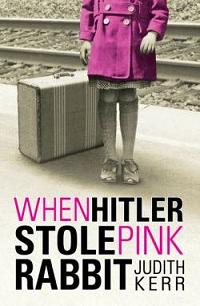 WHENHITLER
STOLEPINK
RABBIT JUDITH
KERR